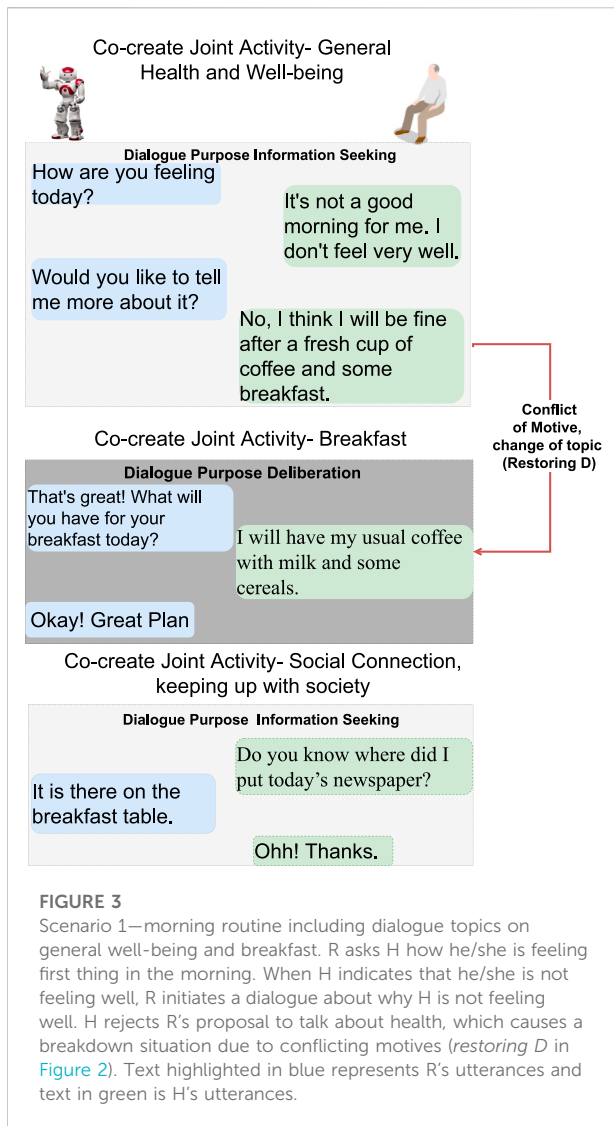 Co-create Joint Activity- General
Health and Well-being
Dialogue Purpose Information Seeking
How are you feeling
today?
It's not a good
morning for me. I
don't feel very well.
Would you like to tell
me more about it?
No, I think I will be fine
after a fresh cup of
coffee and some
breakfast.
Conflict
of Motive,
change of topic
(Restoring D)
Co-create Joint Activity- Breakfast
Dialogue Purpose Deliberation
That's great! What will
you have for your
breakfast today?
I will have my usual coffee
with milk and some
cereals.
Okay! Great Plan
Co-create Joint Activity- Social Connection,
keeping up with society
Dialogue Purpose Information Seeking
Do you know where did I
put today's newspaper?
It is there on the
breakfast table.
Ohh! Thanks.
FIGURE 3
Scenario 1—morning routine including dialogue topics on
general well-being and breakfast. R asks H how he/she is feeling
first thing in the morning. When H indicates that he/she is not
feeling well, R initiates a dialogue about why H is not feeling
well. H rejects R's proposal to talk about health, which causes a
breakdown situation due to conflicting motives (restoring D in
Figure 2). Text highlighted in blue represents R's utterances and
text in green is H's utterances.